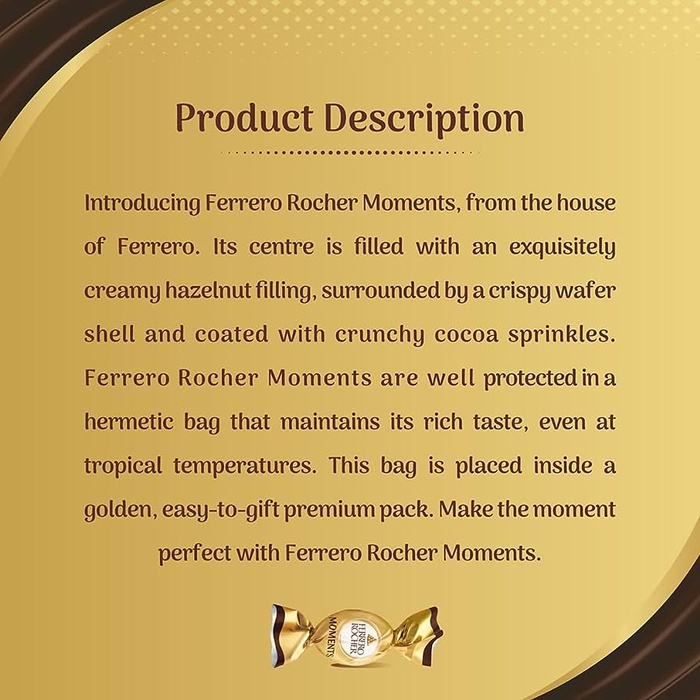 Product Description
Introducing Ferrero Rocher Moments, from the house
of Ferrero. Its centre is filled with an exquisitely
creamy hazelnut filling, surrounded by a crispy wafer
shell and coated with crunchy cocoa sprinkles.
Ferrero Rocher Moments are well protected in a
hermetic bag that maintains its rich taste, even at
tropical temperatures. This bag is placed inside a
golden, easy-to-gift premium pack. Make the moment
perfect with Ferrero Rocher Moments.
FERRERO
ROCHER
MOMENTS